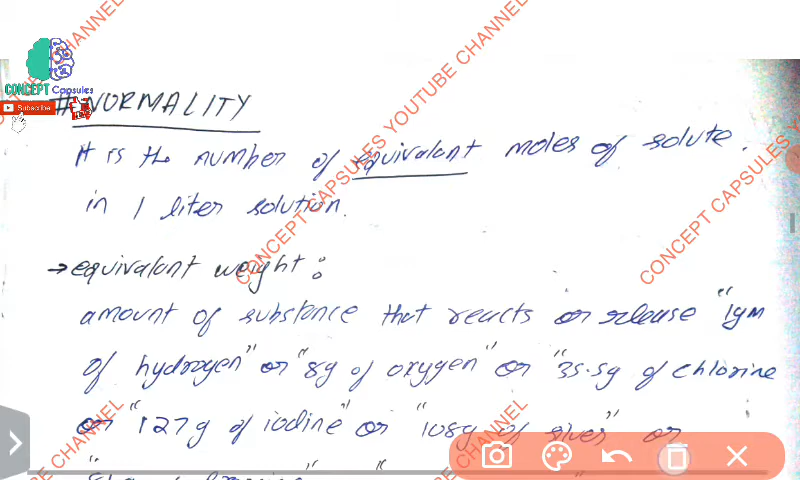 CONCEPT Capsules
Subscribe
# NORMALITY
It is the number of equivalent moles of solute.
in 1 liter solution.
→ equivalent weight :
amount of substance that reacts or release "1gm
of hydrogen" or "8g of oxygen" or "35.5g of chlorine
or "127g of iodine" or "108g of silver" or
CONCEPT CAPSULES YOUTUBE CHANNEL
CONCEPT CAPSULES YOUTUBE CHANNEL
CONCEPT CAPSULES Y